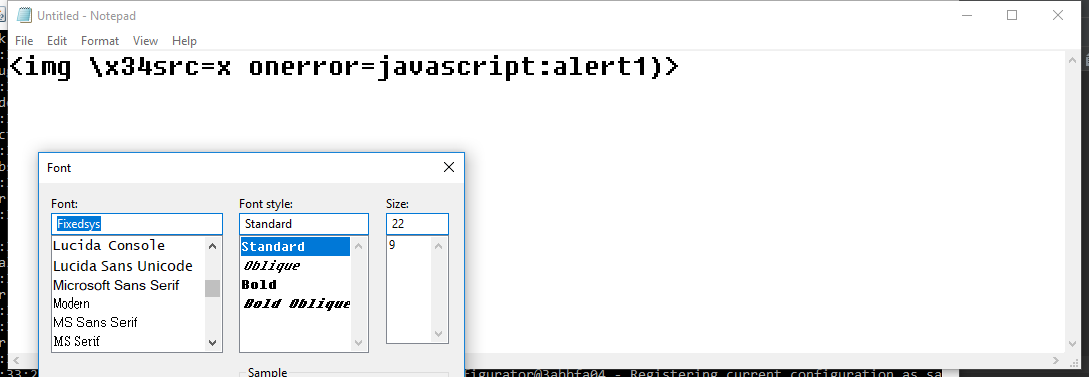 Untitled - Notepad
File Edit Format View Help
<img \x34src=x onerror=javascript:alert1)>
Font
Font: Font style: Size:
Fixedsys Standard 22
Lucida Console Standard 9
Lucida Sans Unicode Oblique
Microsoft Sans Serif Bold
Modern Bold Oblique
MS Sans Serif
MS Serif
Sample
:33:2
figurator@3abbfa04 - Registering current configuration as sa